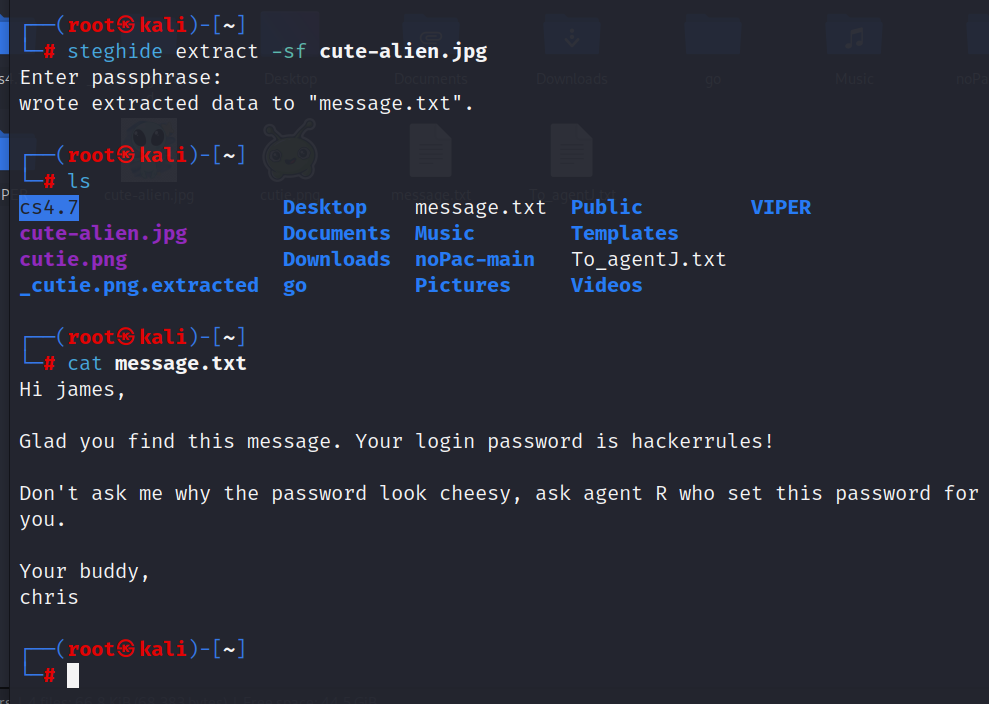 ┌──(root㉿kali)-[~]
└─# steghide extract -sf cute-alien.jpg
Enter passphrase:
wrote extracted data to "message.txt".
┌──(root㉿kali)-[~]
└─# ls
cs4.7 Desktop message.txt Public VIPER
cute-alien.jpg Documents Music Templates
cutie.png Downloads noPac-main To_agentJ.txt
_cutie.png.extracted go Pictures Videos
┌──(root㉿kali)-[~]
└─# cat message.txt
Hi james,
Glad you find this message. Your login password is hackerrules!
Don't ask me why the password look cheesy, ask agent R who set this password for
you.
Your buddy,
chris
┌──(root㉿kali)-[~]
└─#